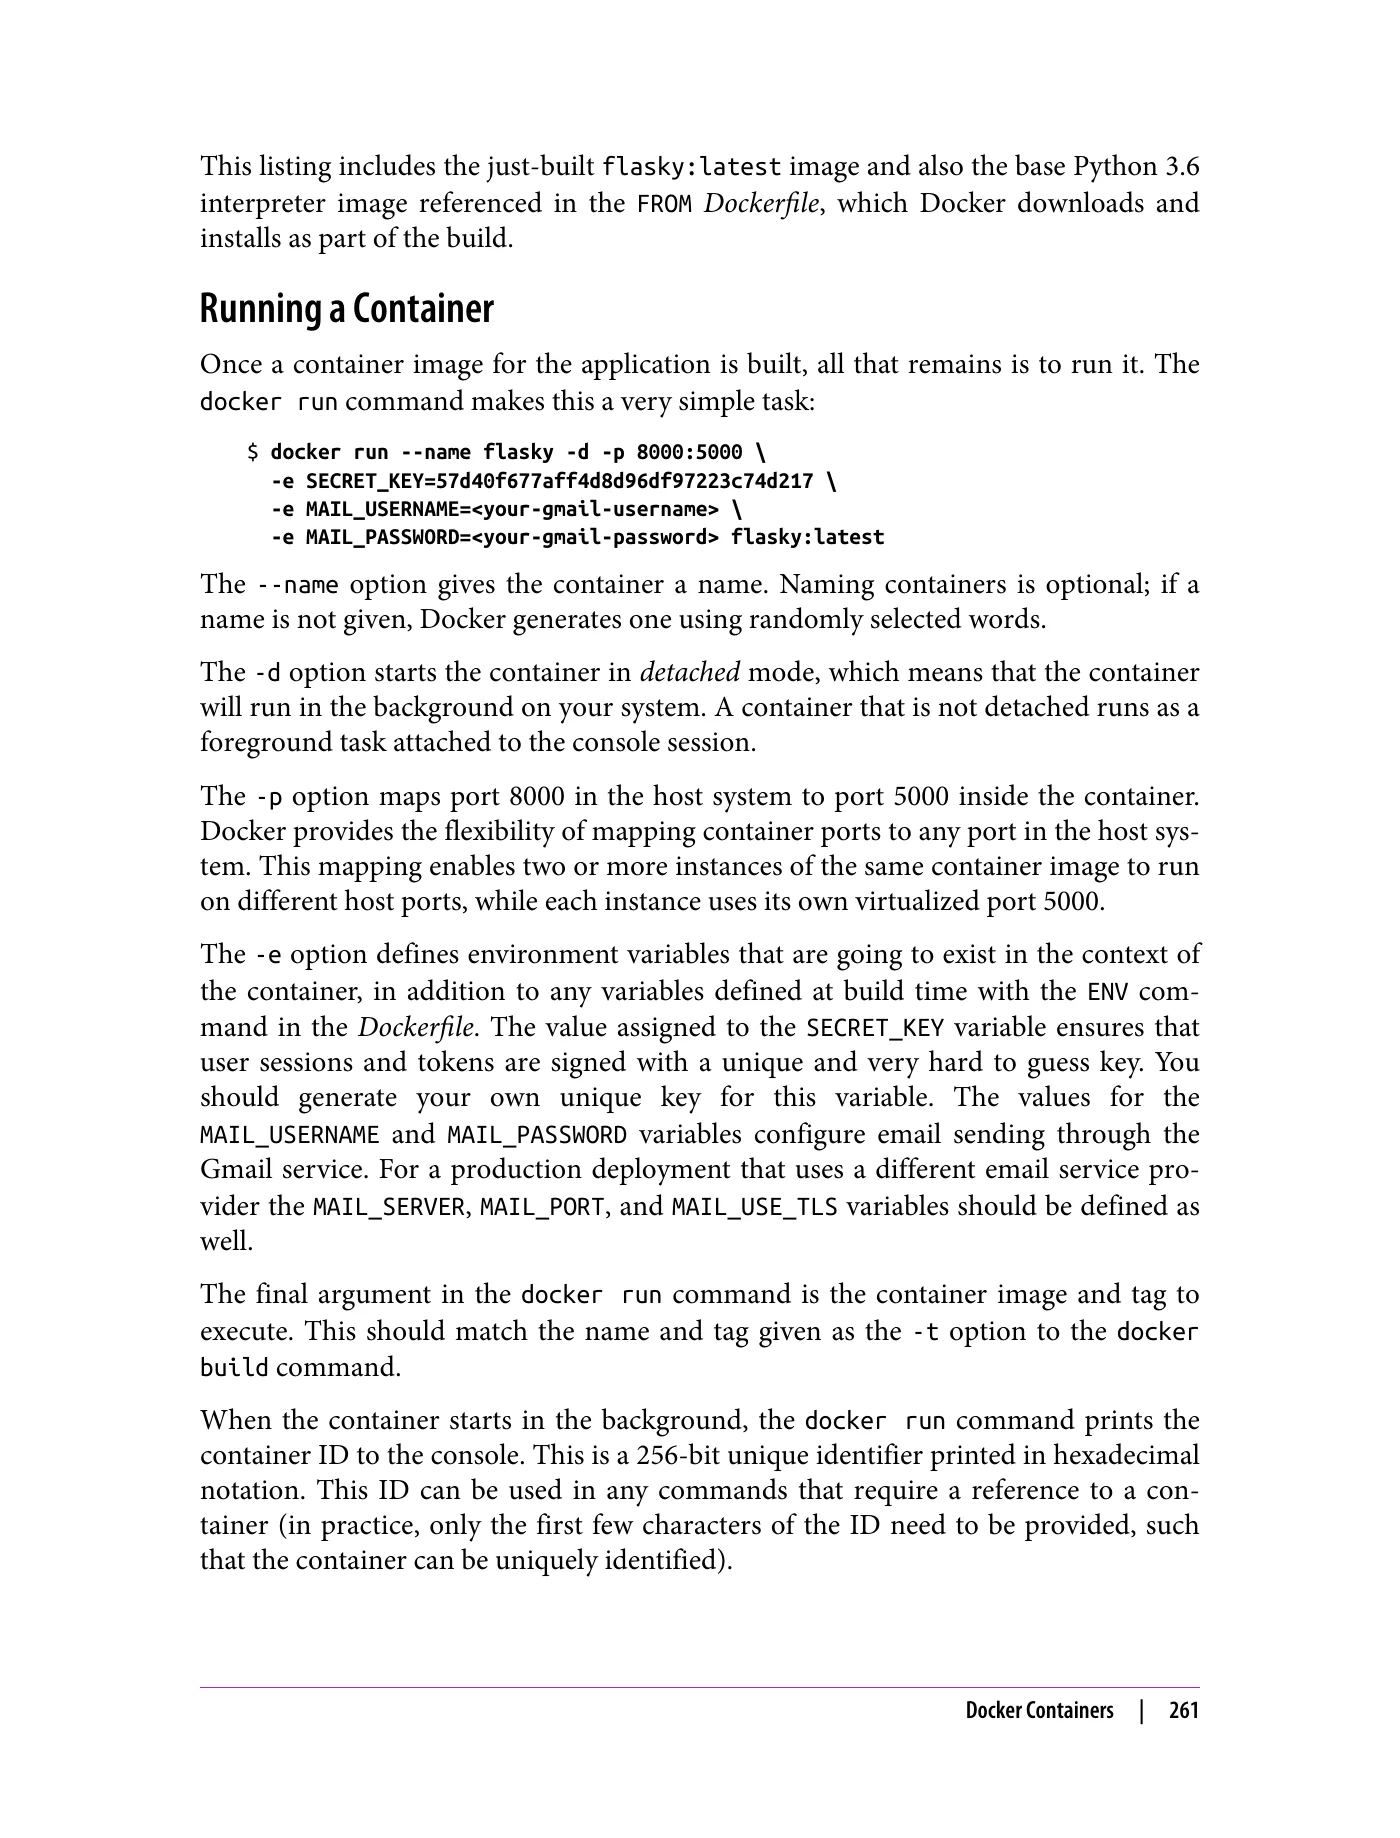 This listing includes the just-built flasky:latest image and also the base Python 3.6
interpreter image referenced in the FROM Dockerfile, which Docker downloads and
installs as part of the build.
Running a Container
Once a container image for the application is built, all that remains is to run it. The
docker run command makes this a very simple task:
$ docker run --name flasky -d -p 8000:5000 \
-e SECRET_KEY=57d40f677aff4d8d96df97223c74d217 \
-e MAIL_USERNAME=<your-gmail-username> \
-e MAIL_PASSWORD=<your-gmail-password> flasky:latest
The --name option gives the container a name. Naming containers is optional; if a
name is not given, Docker generates one using randomly selected words.
The -d option starts the container in detached mode, which means that the container
will run in the background on your system. A container that is not detached runs as a
foreground task attached to the console session.
The -p option maps port 8000 in the host system to port 5000 inside the container.
Docker provides the flexibility of mapping container ports to any port in the host sys-
tem. This mapping enables two or more instances of the same container image to run
on different host ports, while each instance uses its own virtualized port 5000.
The -e option defines environment variables that are going to exist in the context of
the container, in addition to any variables defined at build time with the ENV com-
mand in the Dockerfile. The value assigned to the SECRET_KEY variable ensures that
user sessions and tokens are signed with a unique and very hard to guess key. You
should generate your own unique key for this variable. The values for the
MAIL_USERNAME and MAIL_PASSWORD variables configure email sending through the
Gmail service. For a production deployment that uses a different email service pro-
vider the MAIL_SERVER, MAIL_PORT, and MAIL_USE_TLS variables should be defined as
well.
The final argument in the docker run command is the container image and tag to
execute. This should match the name and tag given as the -t option to the docker
build command.
When the container starts in the background, the docker run command prints the
container ID to the console. This is a 256-bit unique identifier printed in hexadecimal
notation. This ID can be used in any commands that require a reference to a con-
tainer (in practice, only the first few characters of the ID need to be provided, such
that the container can be uniquely identified).
Docker Containers | 261